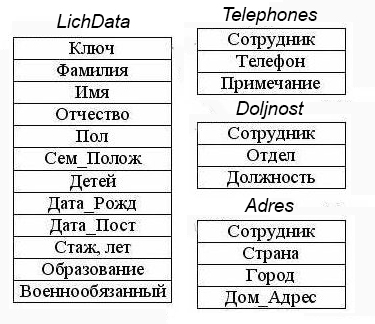 LichData
Ключ
Фамилия
Имя
Отчество
Пол
Сем_Полож
Детей
Дата_Рожд
Дата_Пост
Стаж, лет
Образование
Военнообязанный
Telephones
Сотрудник
Телефон
Примечание
Doljnost
Сотрудник
Отдел
Должность
Adres
Сотрудник
Страна
Город
Дом_Адрес